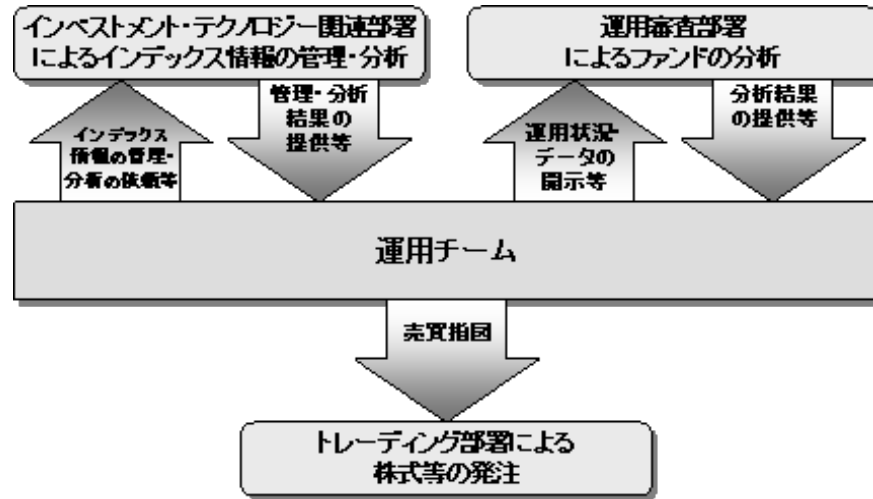 インベストメント・テクノロジー関連部署
によるインデックス情報の管理・分析
運用審査部署
によるファンドの分析
インデックス
情報の管理・
分析の依頼等
管理・分析
結果の
提供等
運用状況・
データの
開示等
分析結果
の提供等
運用チーム
売買指図
トレーディング部署による
株式等の発注